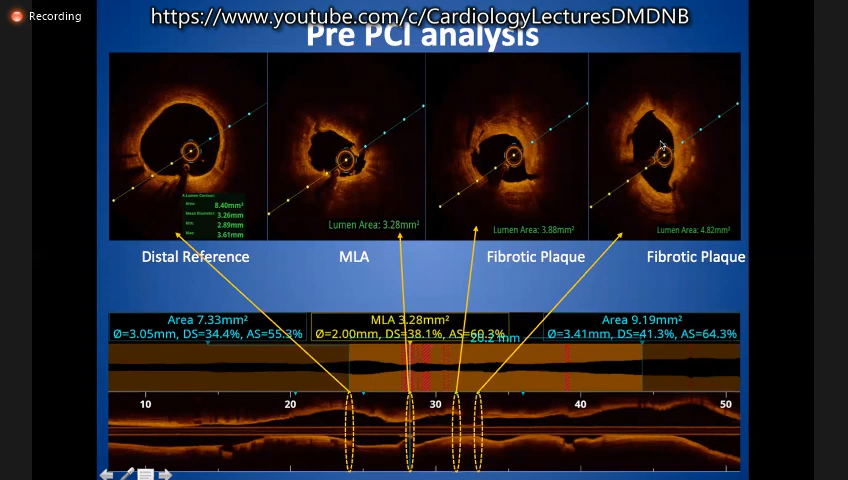 Recording
https://www.youtube.com/c/CardiologyLecturesDMDNB
Pre PCI analysis
A:Lumen Contour:
Area: 8.40mm²
Mean Diameter: 3.26mm
Min: 2.89mm
Max: 3.61mm
Lumen Area: 3.28mm²
Lumen Area: 3.88mm²
Lumen Area: 4.82mm²
Distal Reference
MLA
Fibrotic Plaque
Fibrotic Plaque
Area 7.33mm²
Ø=3.05mm, DS=34.4%, AS=55.3%
MLA 3.28mm²
Ø=2.00mm, DS=38.1%, AS=60.3%
Area 9.19mm²
Ø=3.41mm, DS=41.3%, AS=64.3%
mm
10 20 30 40 50